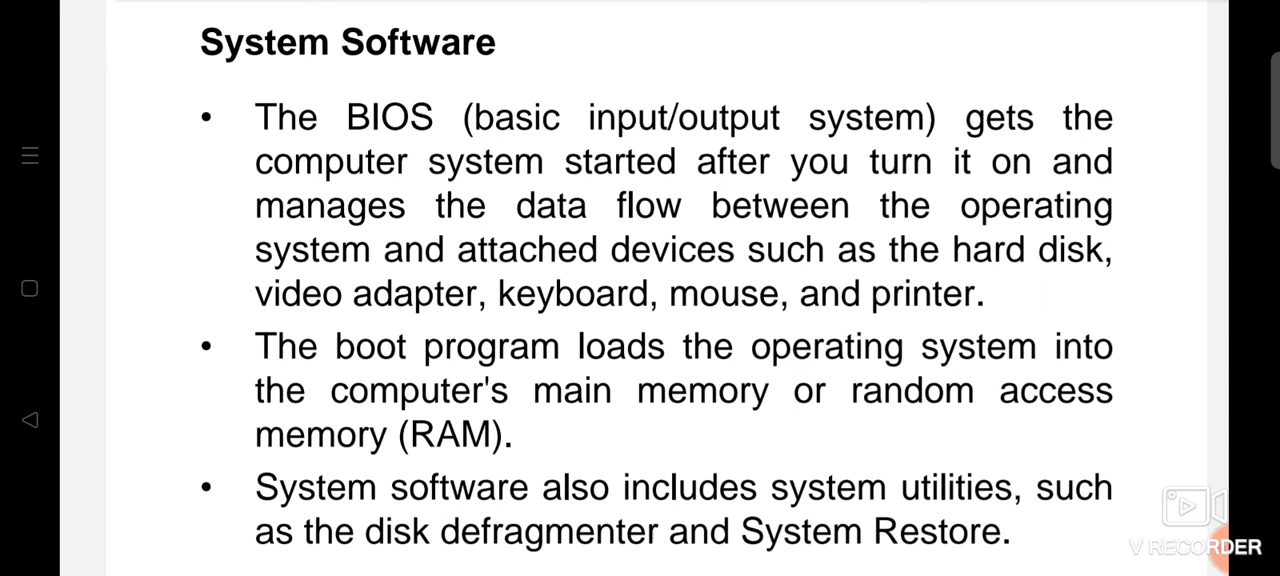 System Software
• The BIOS (basic input/output system) gets the
computer system started after you turn it on and
manages the data flow between the operating
system and attached devices such as the hard disk,
video adapter, keyboard, mouse, and printer.
• The boot program loads the operating system into
the computer's main memory or random access
memory (RAM).
• System software also includes system utilities, such
as the disk defragmenter and System Restore.
V RECORDER